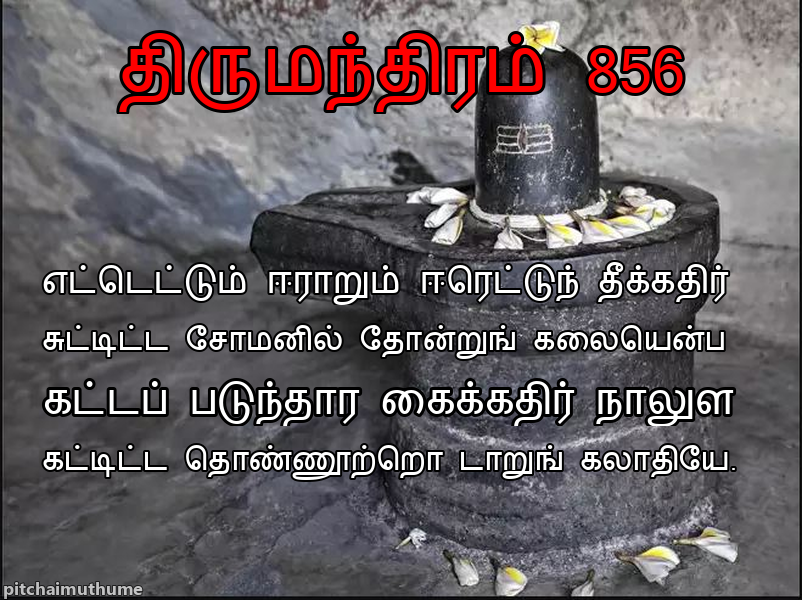 திருமந்திரம் 856
எட்டெட்டும் ஈராறும் ஈரெட்டுந் தீக்கதிர்
சுட்டிட்ட சோமனில் தோன்றுங் கலையென்ப
கட்டப் படுந்தார கைக்கதிர் நாலுள
கட்டிட்ட தொண்ணூற்றொ டாறுங் கலாதியே.
pitchaimuthume